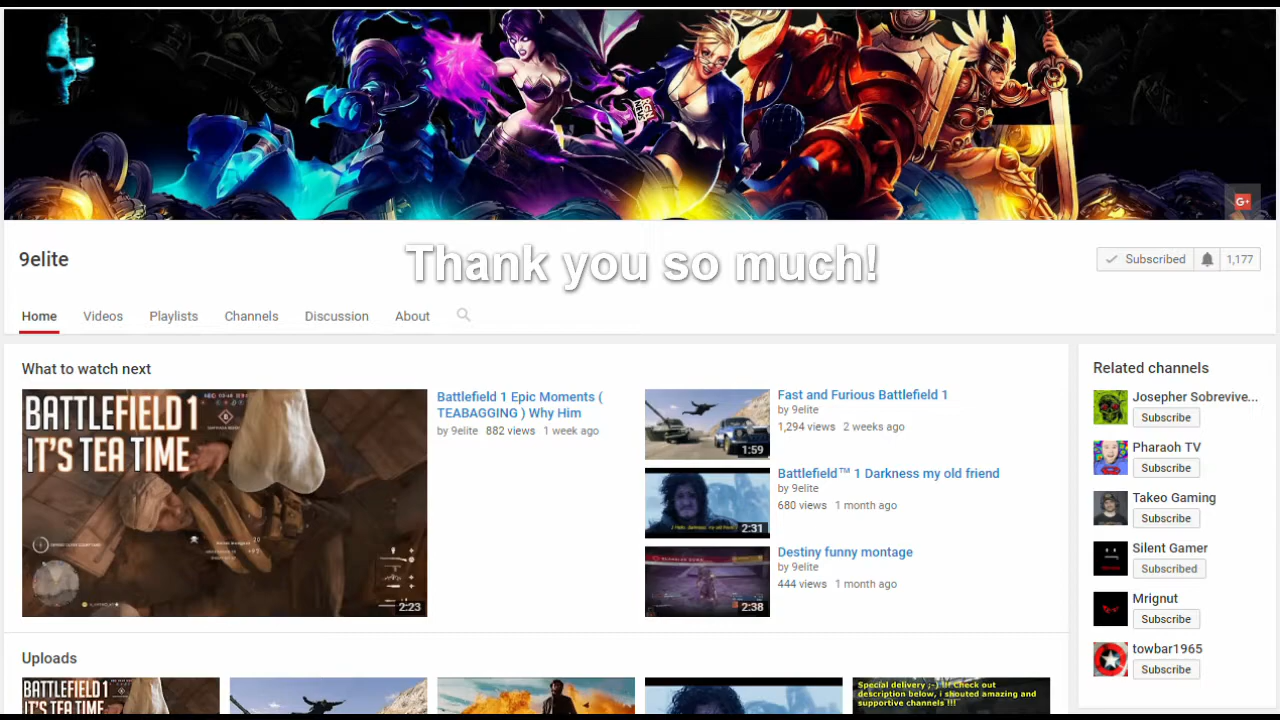 G+
9elite
Thank you so much!
Subscribed 1,177
Home Videos Playlists Channels Discussion About
What to watch next
BATTLEFIELD 1
IT'S TEA TIME
2:23
Battlefield 1 Epic Moments (
TEABAGGING ) Why Him
by 9elite 882 views 1 week ago
1:59
Fast and Furious Battlefield 1
by 9elite
1,294 views 2 weeks ago
2:31
Battlefield™ 1 Darkness my old friend
by 9elite
680 views 1 month ago
2:38
Destiny funny montage
by 9elite
444 views 1 month ago
Related channels
Josepher Sobrevive...
Subscribe
Pharaoh TV
Subscribe
Takeo Gaming
Subscribe
Silent Gamer
Subscribed
Mrignut
Subscribe
towbar1965
Subscribe
Uploads
BATTLEFIELD 1
IT'S TEA TIME
Special delivery ;-) !! Check out
description below, i shouted amazing and
supportive channels !!!